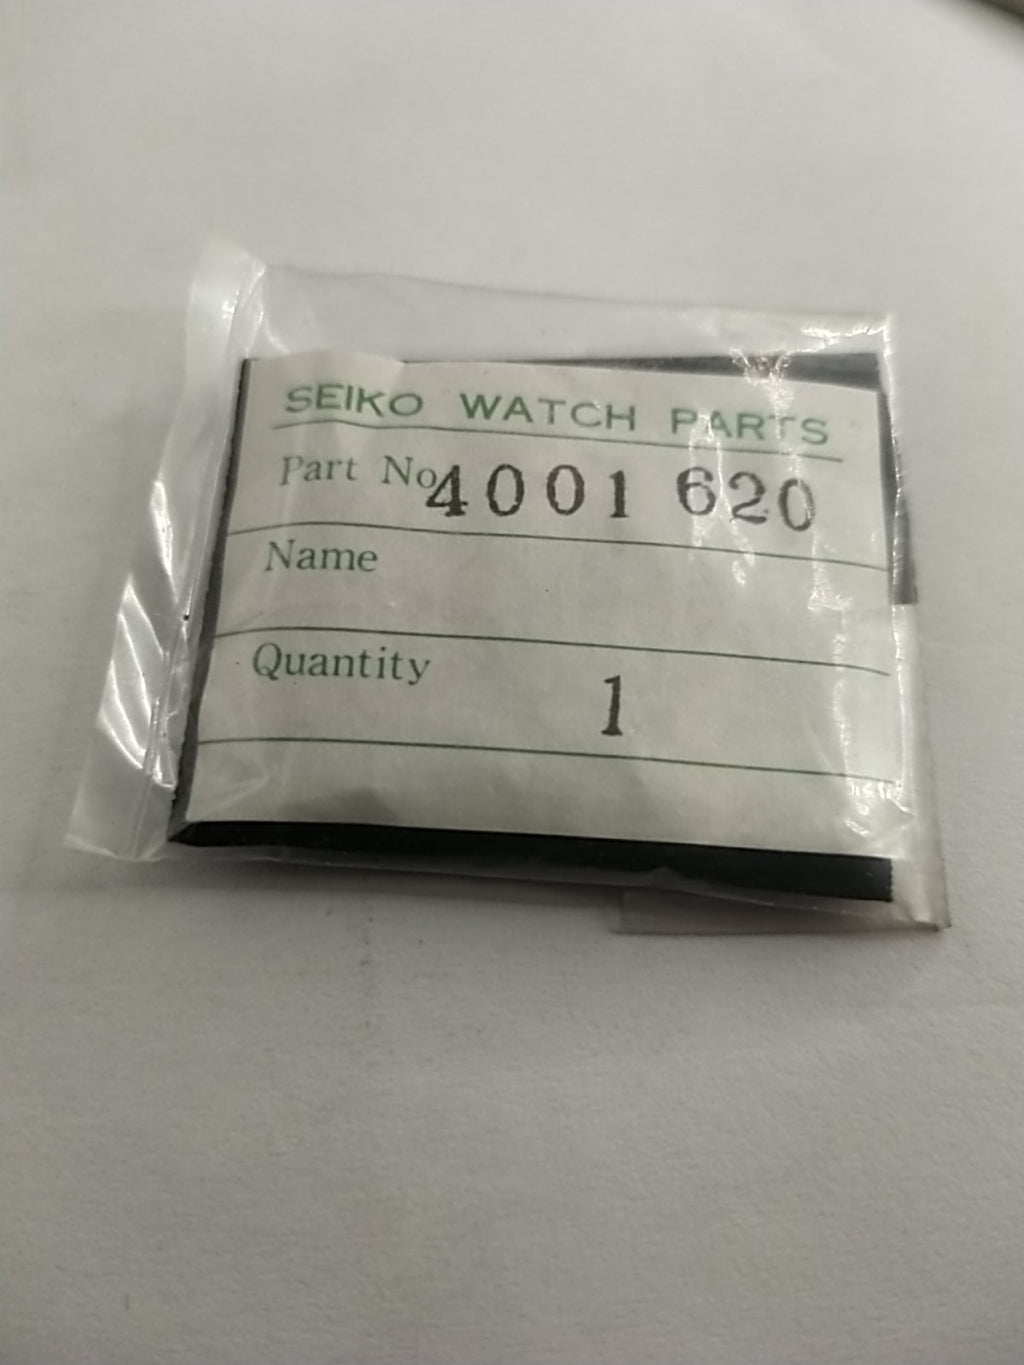 SEIKO WATCH PARTS
Part No. 4001 620
Name
Quantity 1